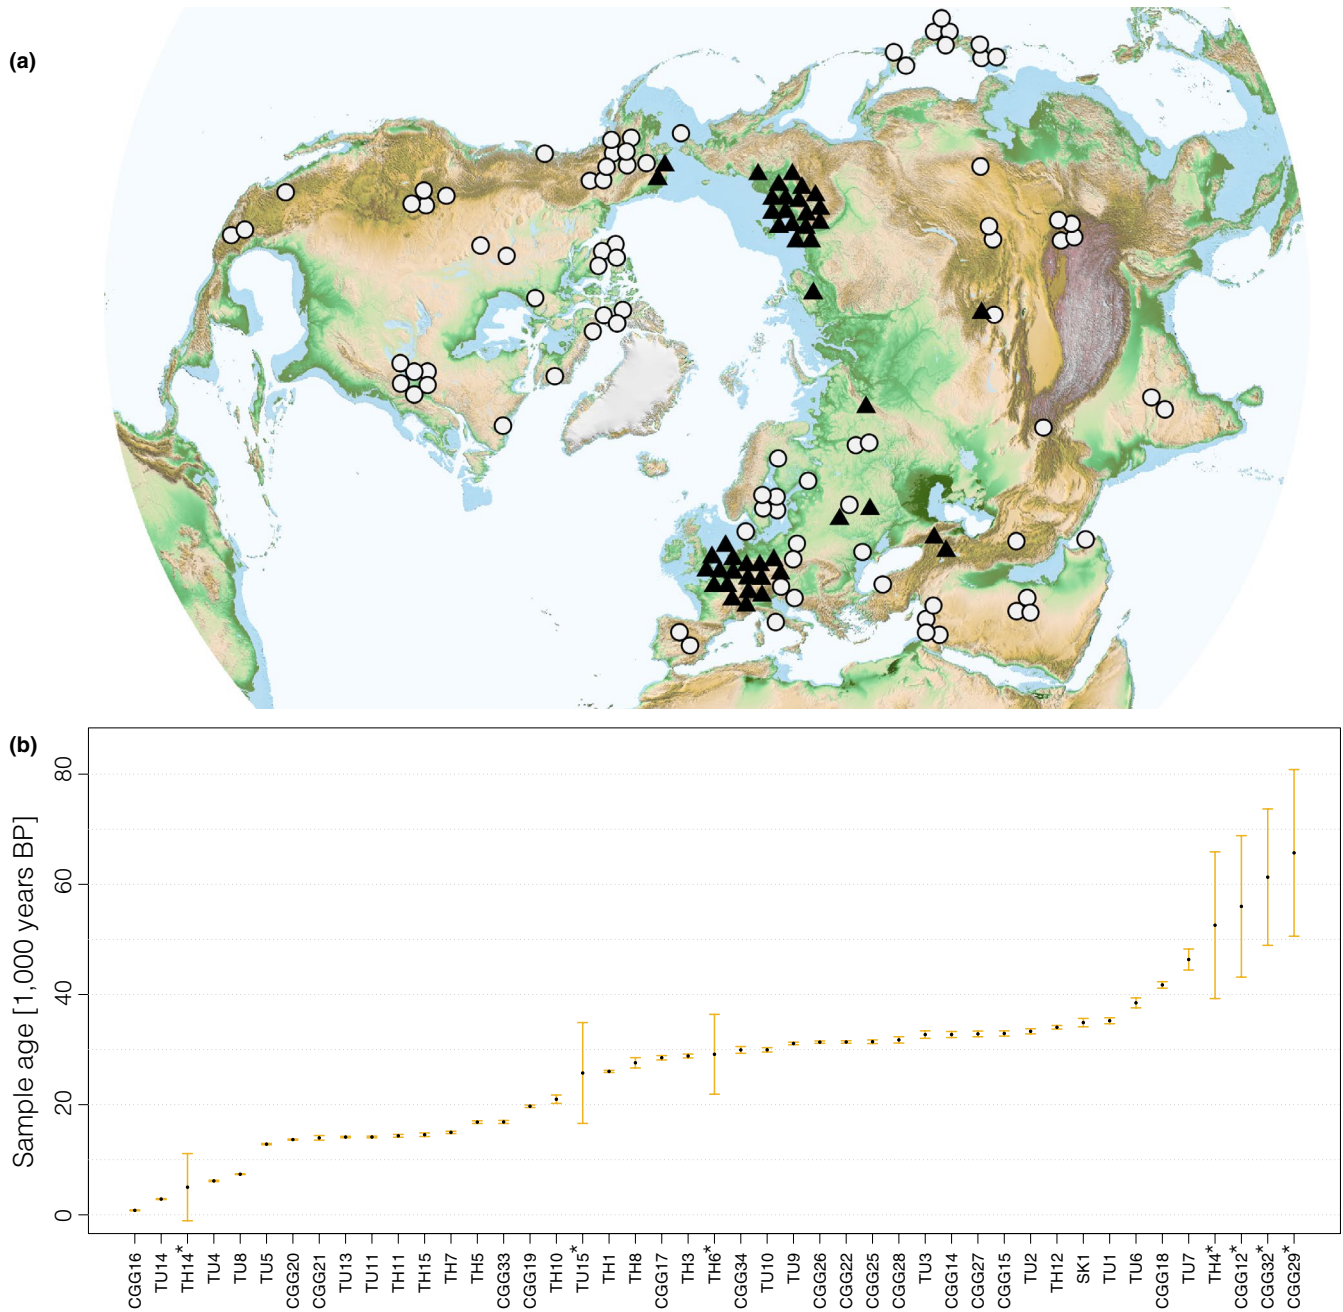 (a)
(b)
Sample age [1,000 years BP]
80
60
40
20
0
CGG16
TU14
TH14*
TU4
TU8
TU5
CGG20
CGG21
TU13
TU11
TH11
TH15
TH7
TH5
CGG33
CGG19
TH10
TU15*
TH1
TH8
CGG17
TH3
TH6*
CGG34
TU10
TU9
CGG26
CGG22
CGG25
CGG28
TU3
CGG14
CGG27
CGG15
TU2
TH12
SK1
TU1
TU6
CGG18
TU7
TH4*
CGG12*
CGG32*
CGG29*